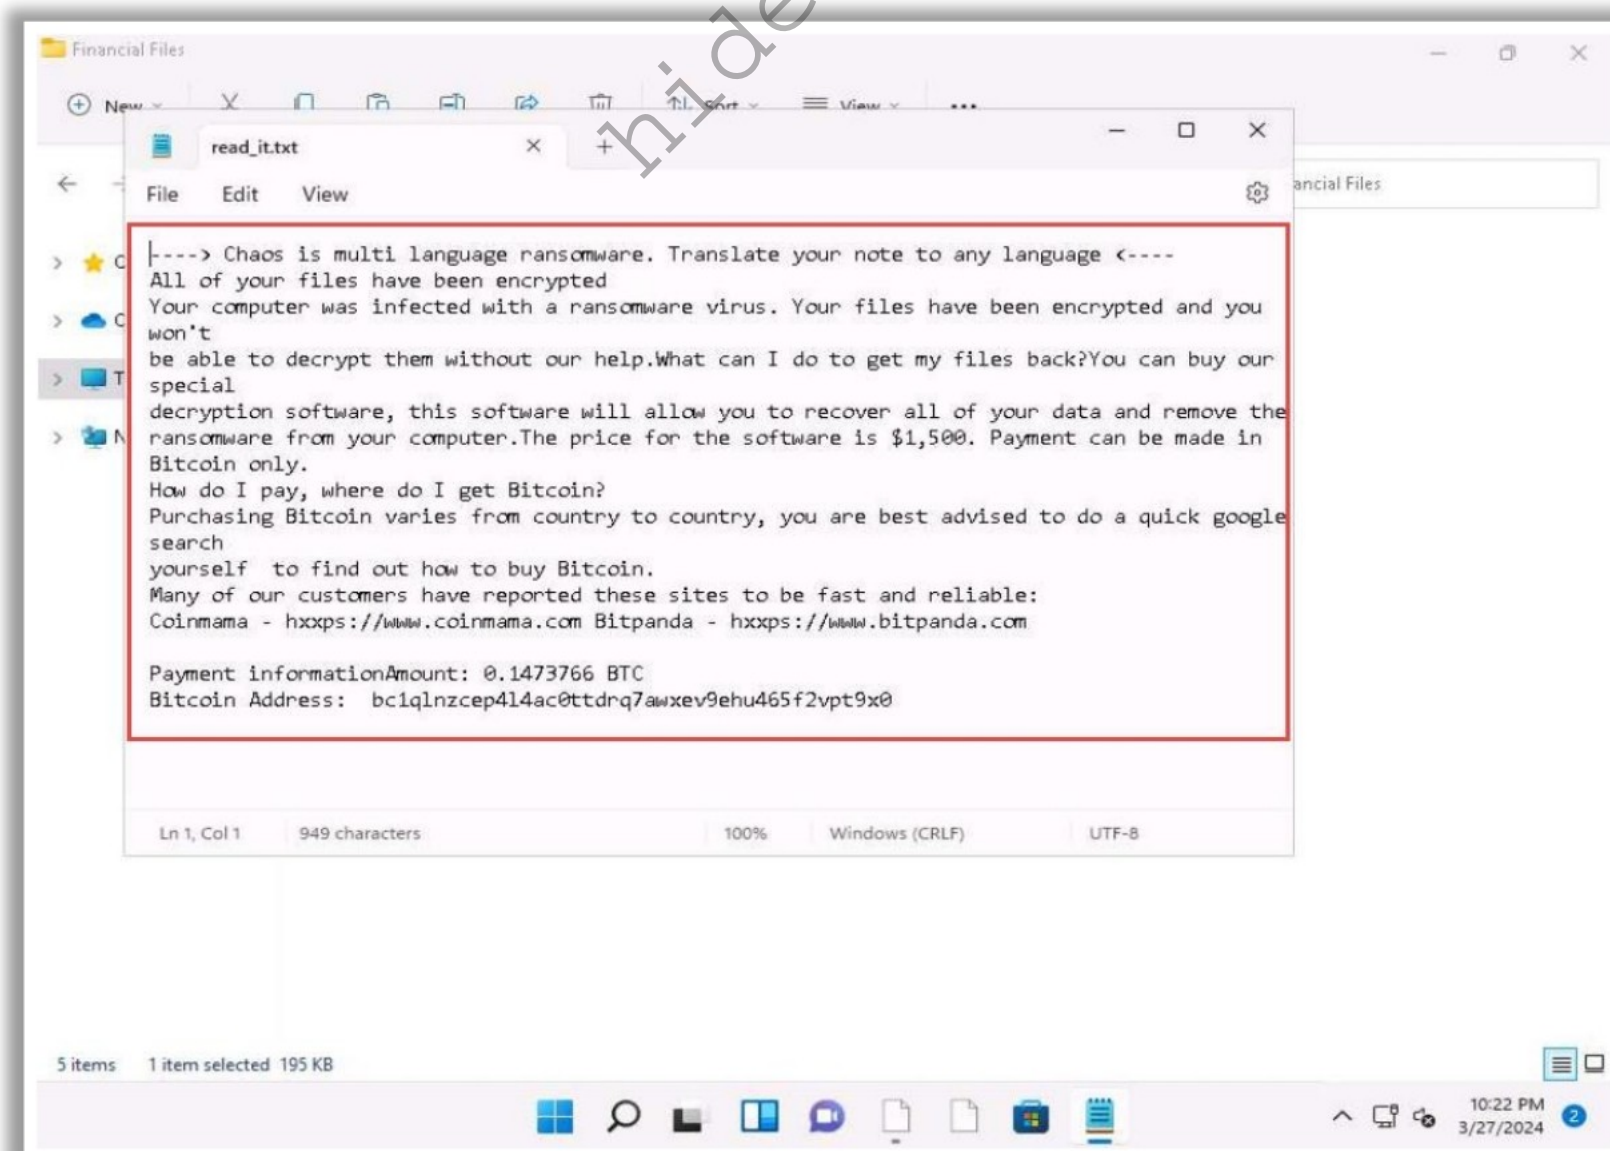 hide
Financial Files
New Sort View ...
read_it.txt
File Edit View
ancial Files
----> Chaos is multi language ransomware. Translate your note to any language <----
All of your files have been encrypted
Your computer was infected with a ransomware virus. Your files have been encrypted and you
won't
be able to decrypt them without our help.What can I do to get my files back?You can buy our
special
decryption software, this software will allow you to recover all of your data and remove the
ransomware from your computer.The price for the software is $1,500. Payment can be made in
Bitcoin only.
How do I pay, where do I get Bitcoin?
Purchasing Bitcoin varies from country to country, you are best advised to do a quick google
search
yourself  to find out how to buy Bitcoin.
Many of our customers have reported these sites to be fast and reliable:
Coinmama - hxxps://www.coinmama.com Bitpanda - hxxps://www.bitpanda.com
Payment informationAmount: 0.1473766 BTC
Bitcoin Address:  bc1qlnzcep4l4ac0ttdrq7awxev9ehu465f2vpt9x0
Ln 1, Col 1 949 characters 100% Windows (CRLF) UTF-8
5 items 1 item selected 195 KB
10:22 PM
3/27/2024 2